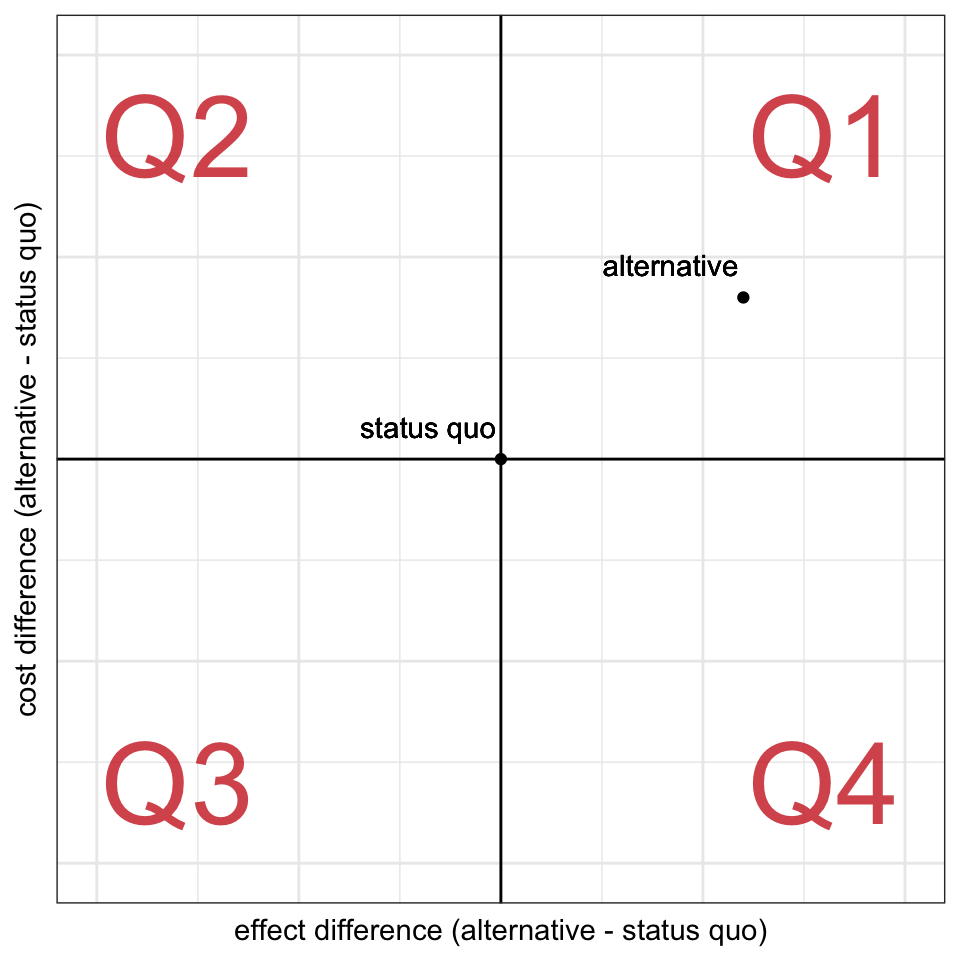 Q2
Q1
alternative
status quo
cost difference (alternative - status quo)
Q3
Q4
effect difference (alternative - status quo)